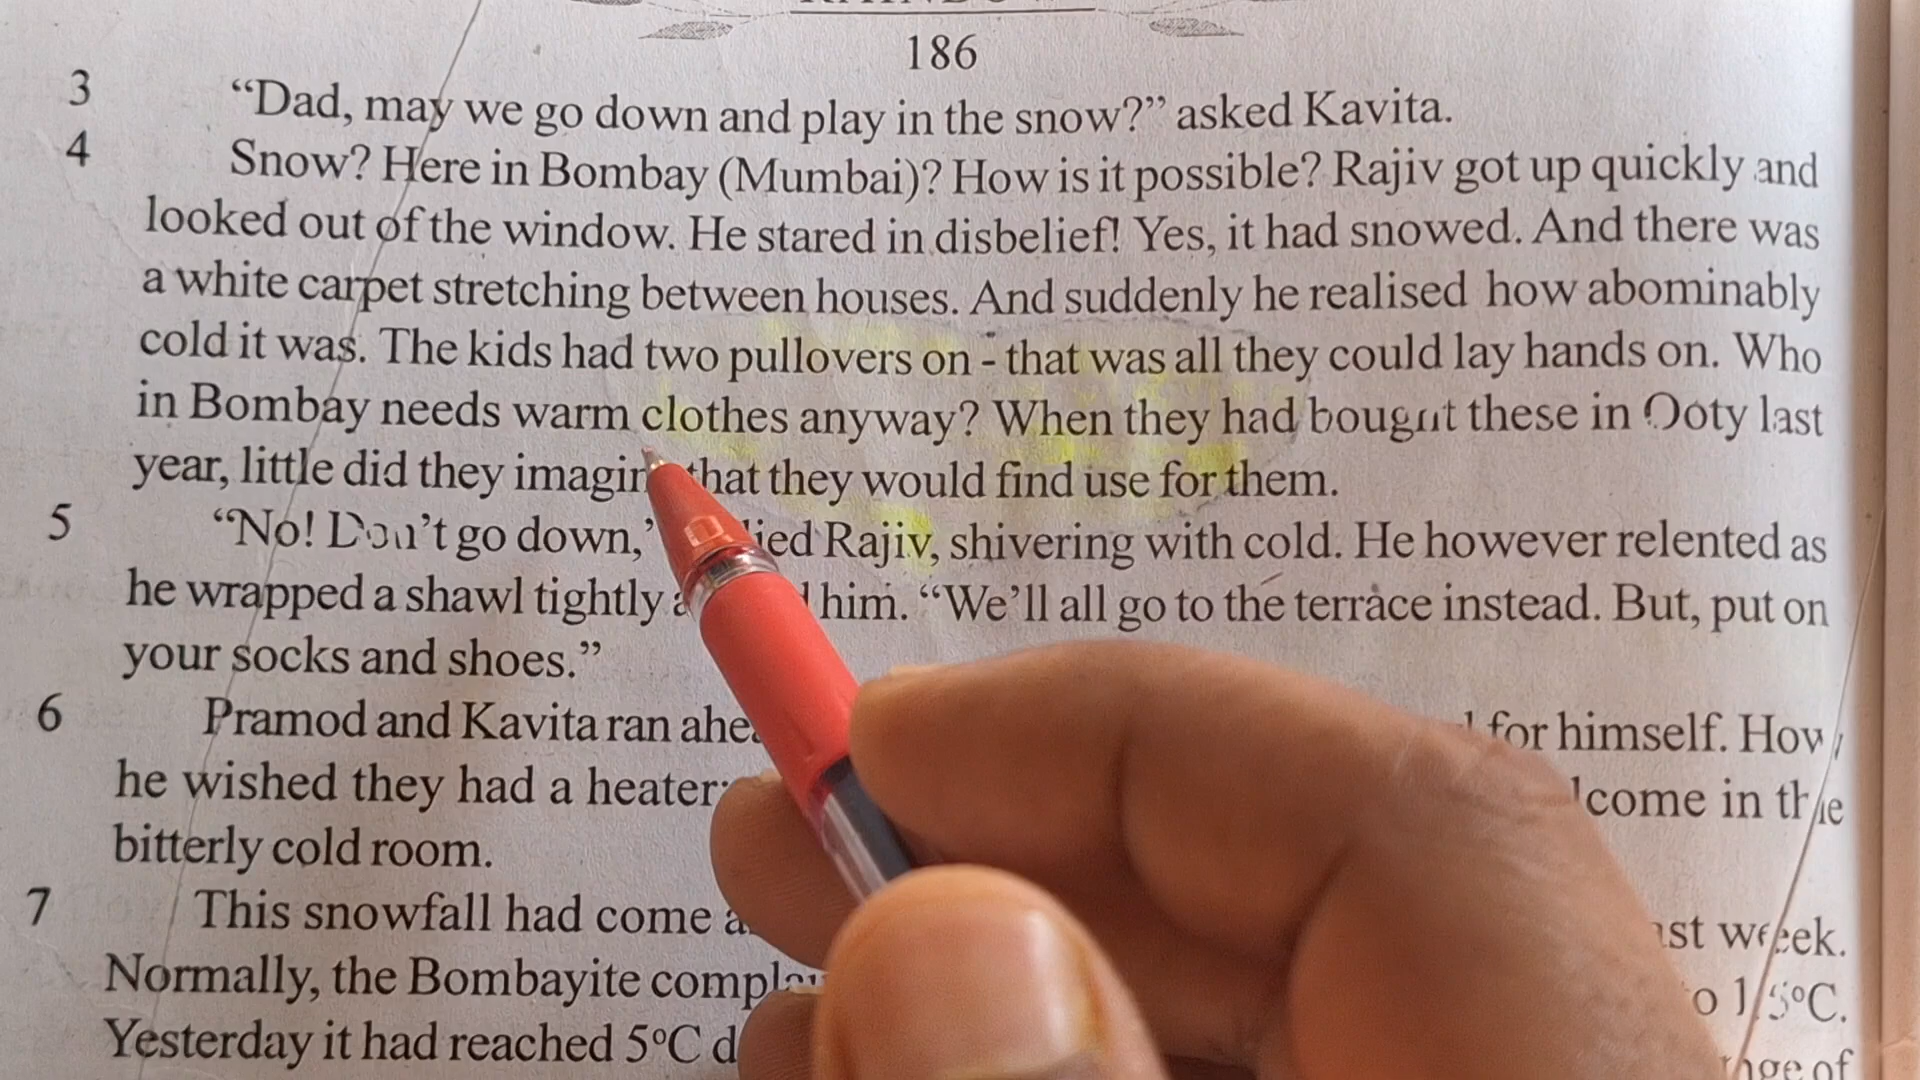 186
3 “Dad, may we go down and play in the snow?” asked Kavita.
4 Snow? Here in Bombay (Mumbai)? How is it possible? Rajiv got up quickly and
looked out of the window. He stared in disbelief! Yes, it had snowed. And there was
a white carpet stretching between houses. And suddenly he realised how abominably
cold it was. The kids had two pullovers on - that was all they could lay hands on. Who
in Bombay needs warm clothes anyway? When they had bought these in Ooty last
year, little did they that they would find use for them.
5 “No! Don’t go down,” Rajiv, shivering with cold. He however relented as
he wrapped a shawl tightly him. “We’ll all go to the terrace instead. But, put on
your socks and shoes.”
6 Pramod and Kavita ran for himself. How
he wished they had a heater come in the
bitterly cold room.
7 This snowfall had come week.
Normally, the Bombayite 15°C.
Yesterday it had reached 5°C of